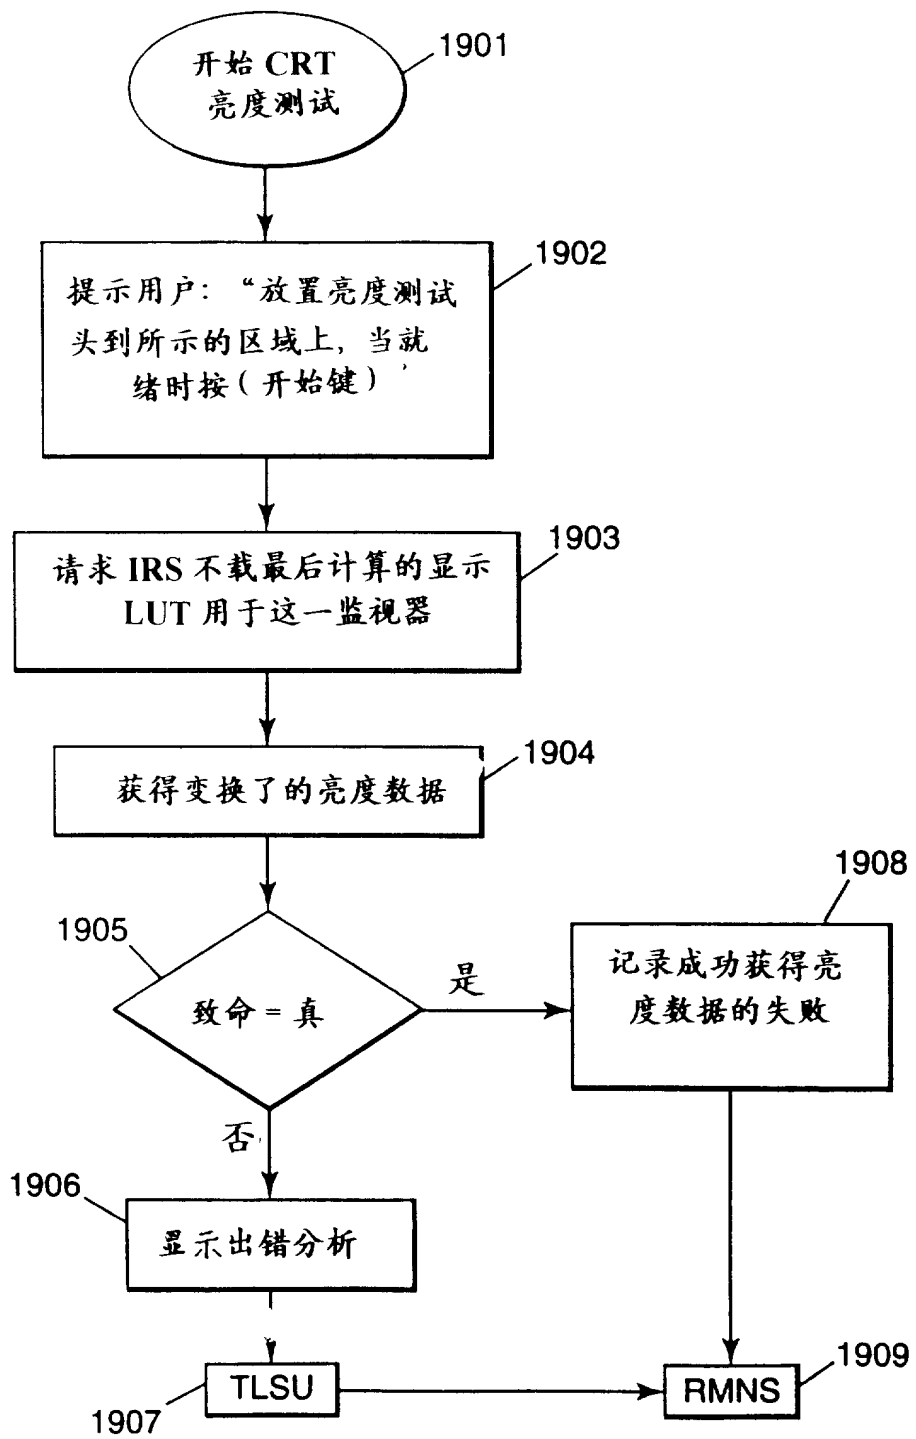 1901
开始 CRT
亮度测试
1902
提示用户：“放置亮度测试
头到所示的区域上，当就
绪时按（开始键）’
1903
请求 IRS 不载最后计算的显示
LUT 用于这一监视器
1904
获得变换了的亮度数据
1905
致命 = 真
是
1908
记录成功获得亮
度数据的失败
否
1906
显示出错分析
TLSU
1907
RMNS
1909